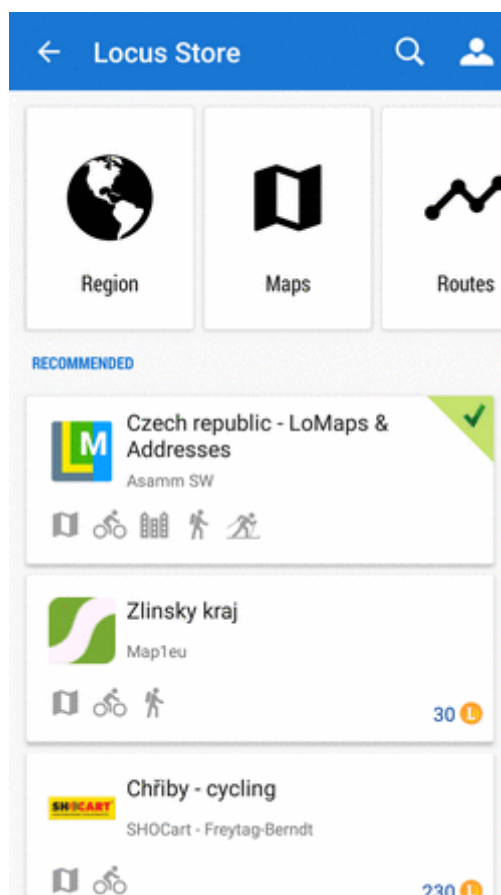 Locus Store
Region
Maps
Routes
RECOMMENDED
LM
Czech republic - LoMaps &
Addresses
Asamm SW
Zlinsky kraj
Map1eu
30 L
SHOCART
Chřiby - cycling
SHOCart - Freytag-Berndt
230 L